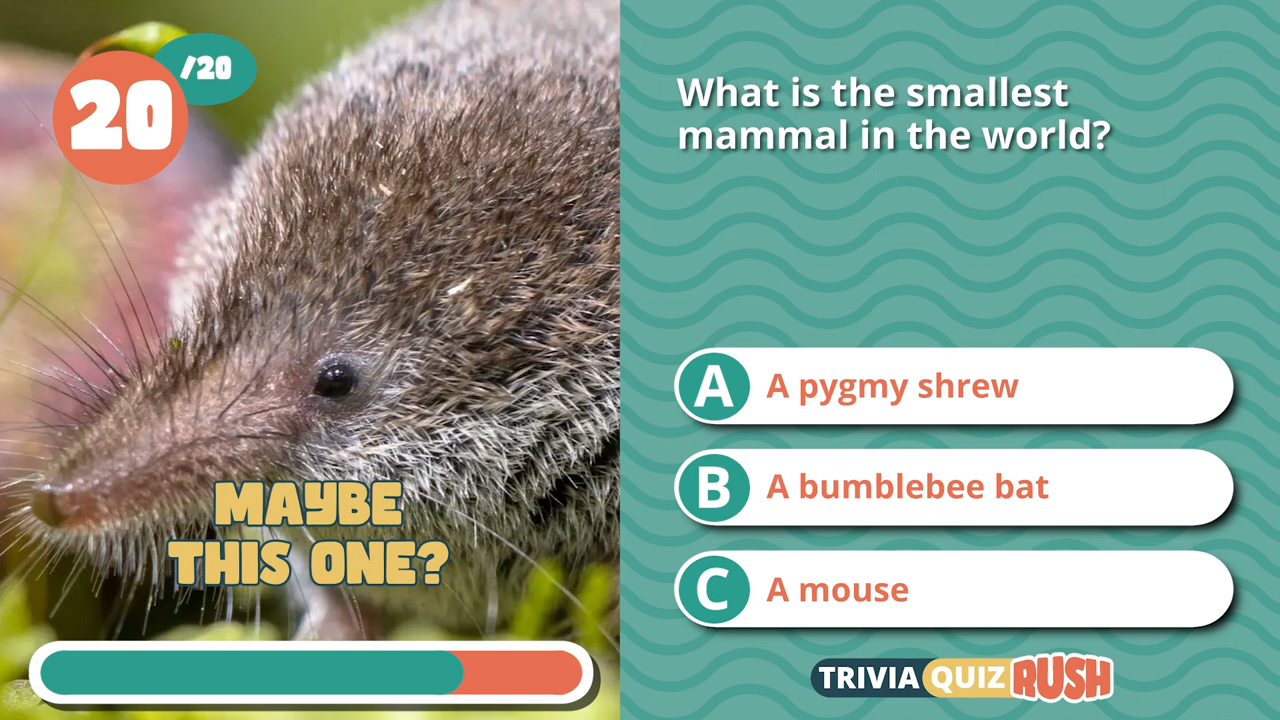 20
/20
What is the smallest
mammal in the world?
A A pygmy shrew
B A bumblebee bat
C A mouse
MAYBE
THIS ONE?
TRIVIA QUIZ RUSH